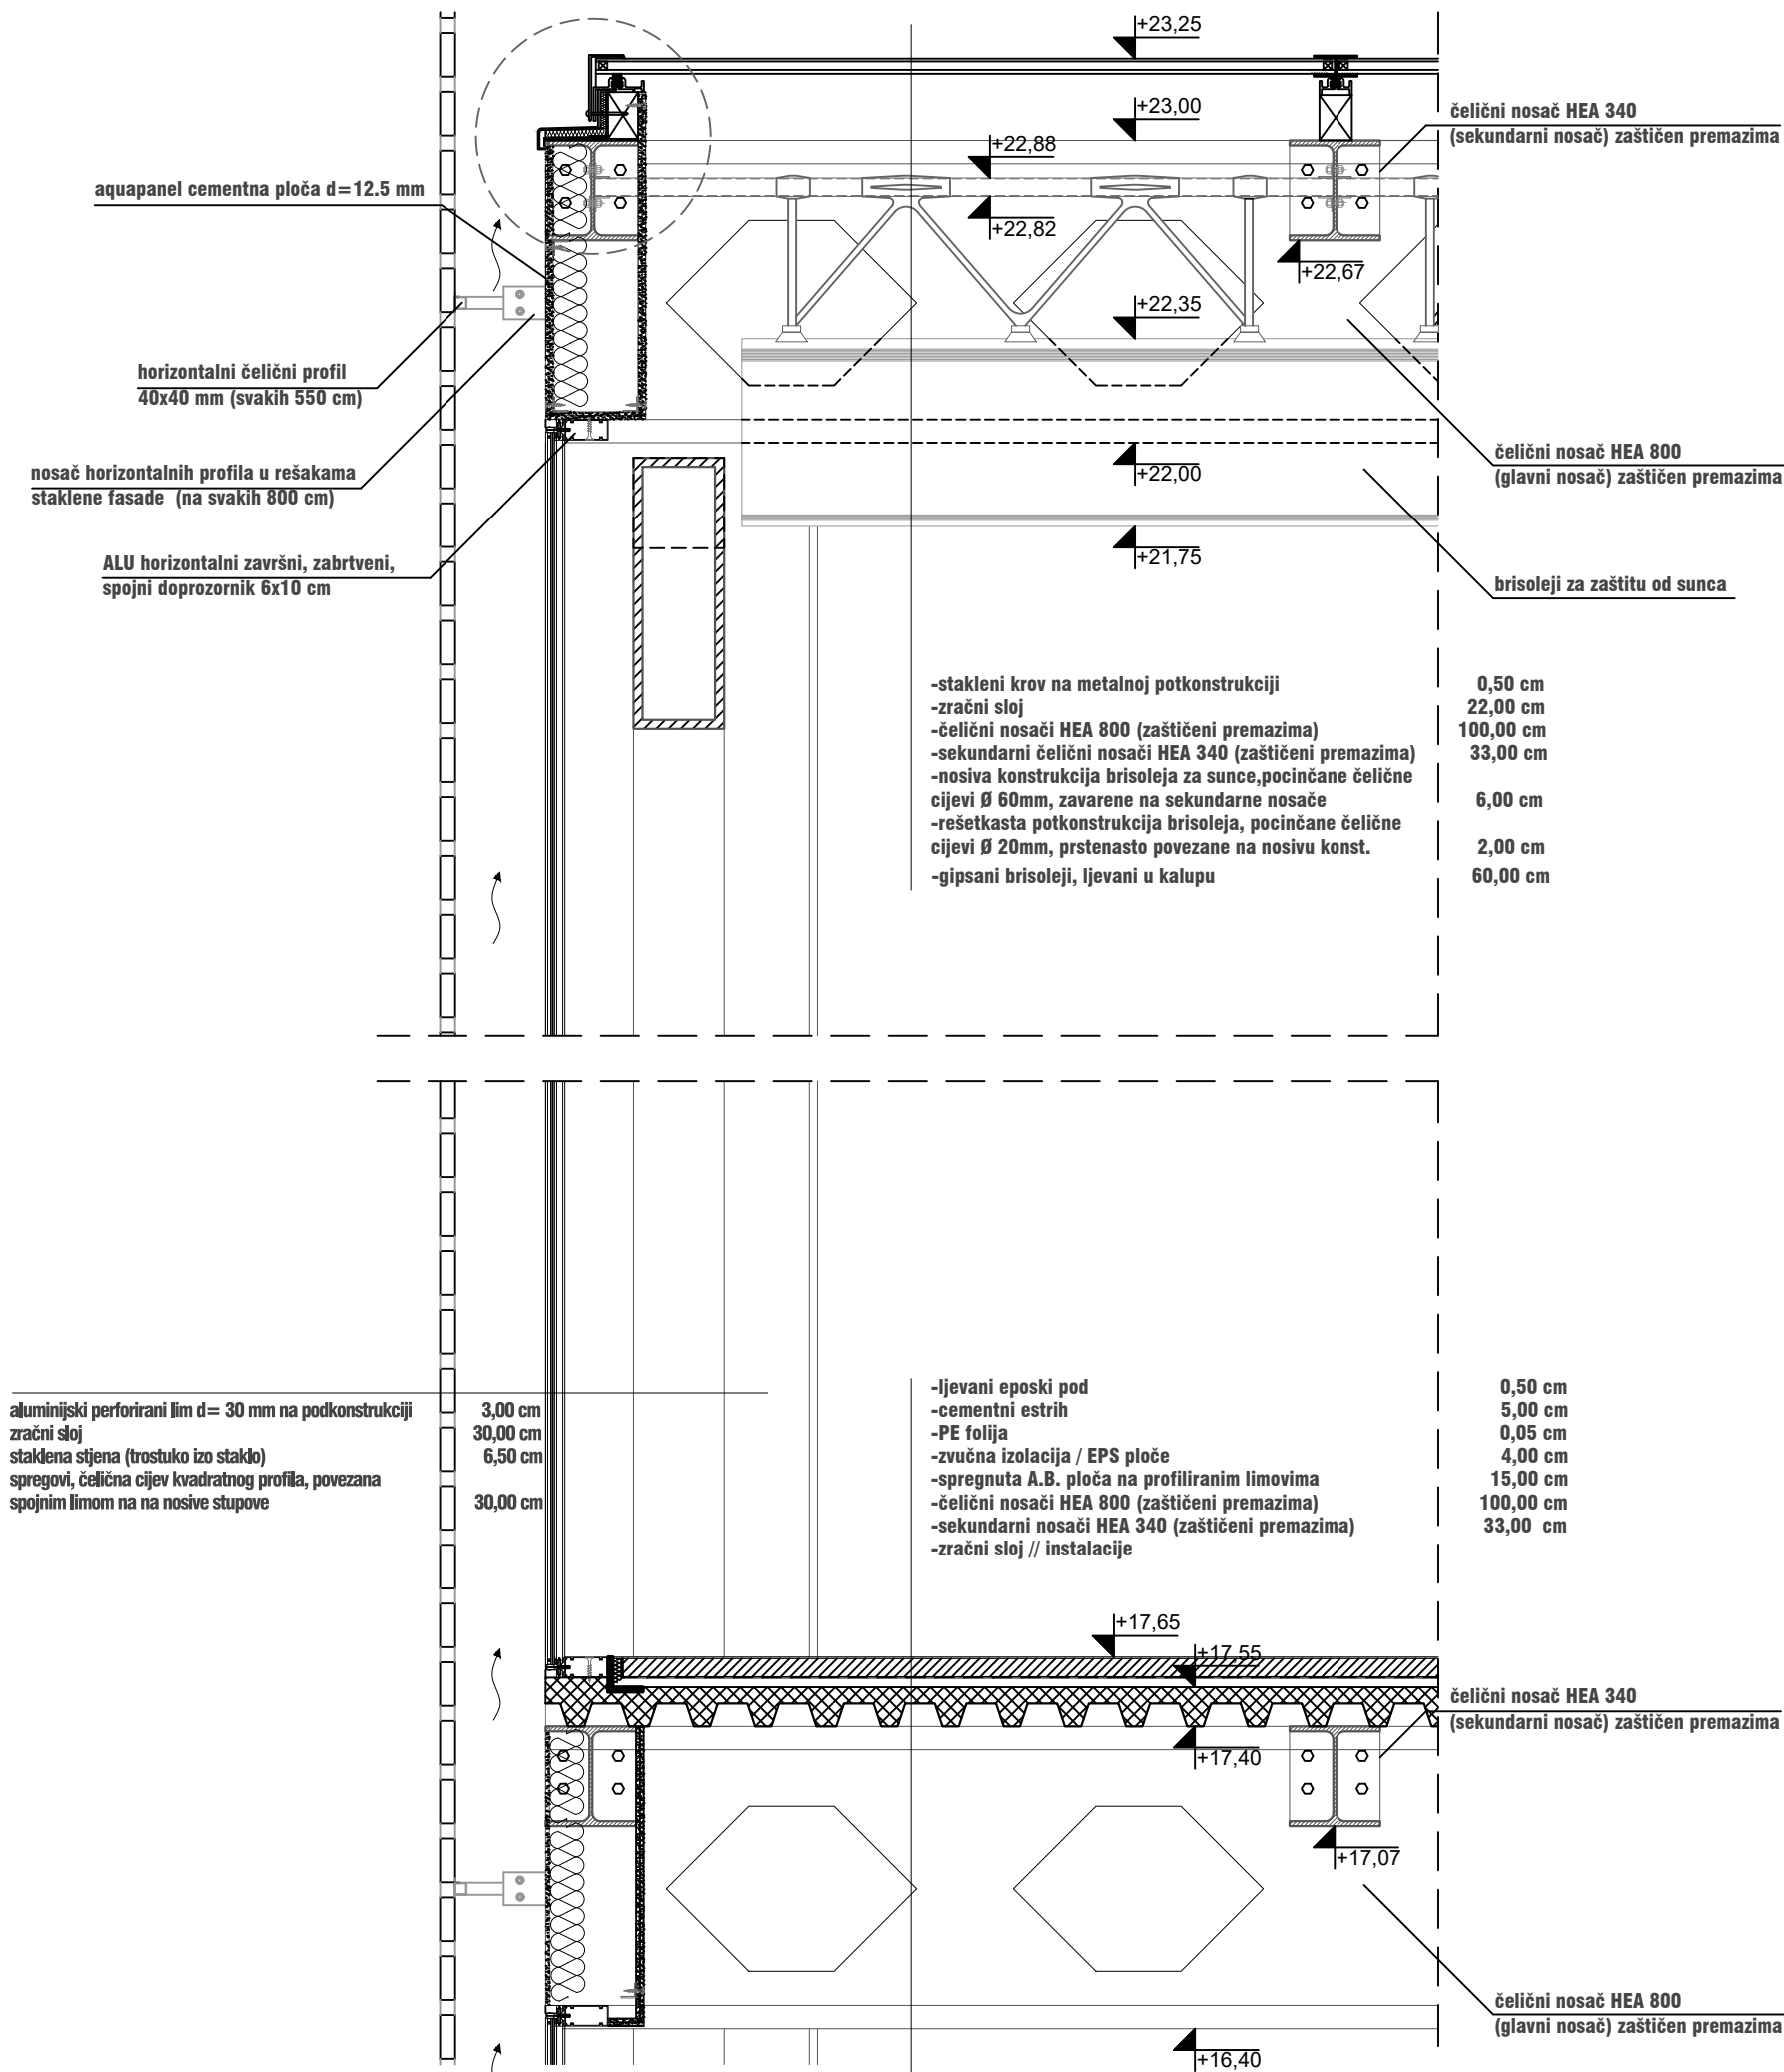 +23,25
+23,00
čelični nosač HEA 340
(sekundarni nosač) zaštičen premazima
+22,88
aquapanel cementna ploča d=12.5 mm
+22,82
+22,67
+22,35
horizontalni čelični profil
40x40 mm (svakih 550 cm)
čelični nosač HEA 800
(glavni nosač) zaštičen premazima
nosač horizontalnih profila u rešakama
staklene fasade (na svakih 800 cm)
+22,00
+21,75
ALU horizontalni završni, zabrtveni,
spojni doprozornik 6x10 cm
brisoleji za zaštitu od sunca
-stakleni krov na metalnoj potkonstrukciji 0,50 cm
-zračni sloj 22,00 cm
-čelični nosači HEA 800 (zaštičeni premazima) 100,00 cm
-sekundarni čelični nosači HEA 340 (zaštičeni premazima) 33,00 cm
-nosiva konstrukcija brisoleja za sunce,pocinčane čelične
cijevi Ø 60mm, zavarene na sekundarne nosače 6,00 cm
-rešetkasta potkonstrukcija brisoleja, pocinčane čelične
cijevi Ø 20mm, prstenasto povezane na nosivu konst. 2,00 cm
-gipsani brisoleji, ljevani u kalupu 60,00 cm
aluminijski perforirani lim d= 30 mm na podkonstrukciji 3,00 cm
zračni sloj 30,00 cm
staklena stjena (trostuko izo staklo) 6,50 cm
spregovi, čelična cijev kvadratnog profila, povezana
spojnim limom na na nosive stupove 30,00 cm
-ljevani eposki pod 0,50 cm
-cementni estrih 5,00 cm
-PE folija 0,05 cm
-zvučna izolacija / EPS ploče 4,00 cm
-spregnuta A.B. ploča na profiliranim limovima 15,00 cm
-čelični nosači HEA 800 (zaštičeni premazima) 100,00 cm
-sekundarni nosači HEA 340 (zaštičeni premazima) 33,00 cm
-zračni sloj // instalacije
+17,65
+17,55
čelični nosač HEA 340
(sekundarni nosač) zaštičen premazima
+17,40
+17,07
čelični nosač HEA 800
(glavni nosač) zaštičen premazima
+16,40